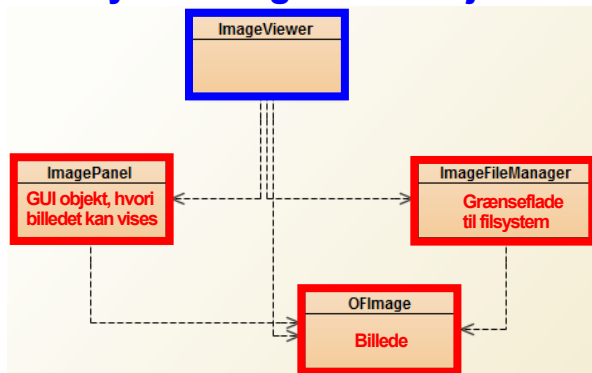 ImageViewer
ImagePanel
GUI objekt, hvori
billedet kan vises
ImageFileManager
Grænseflade
til filsystem
OFImage
Billede